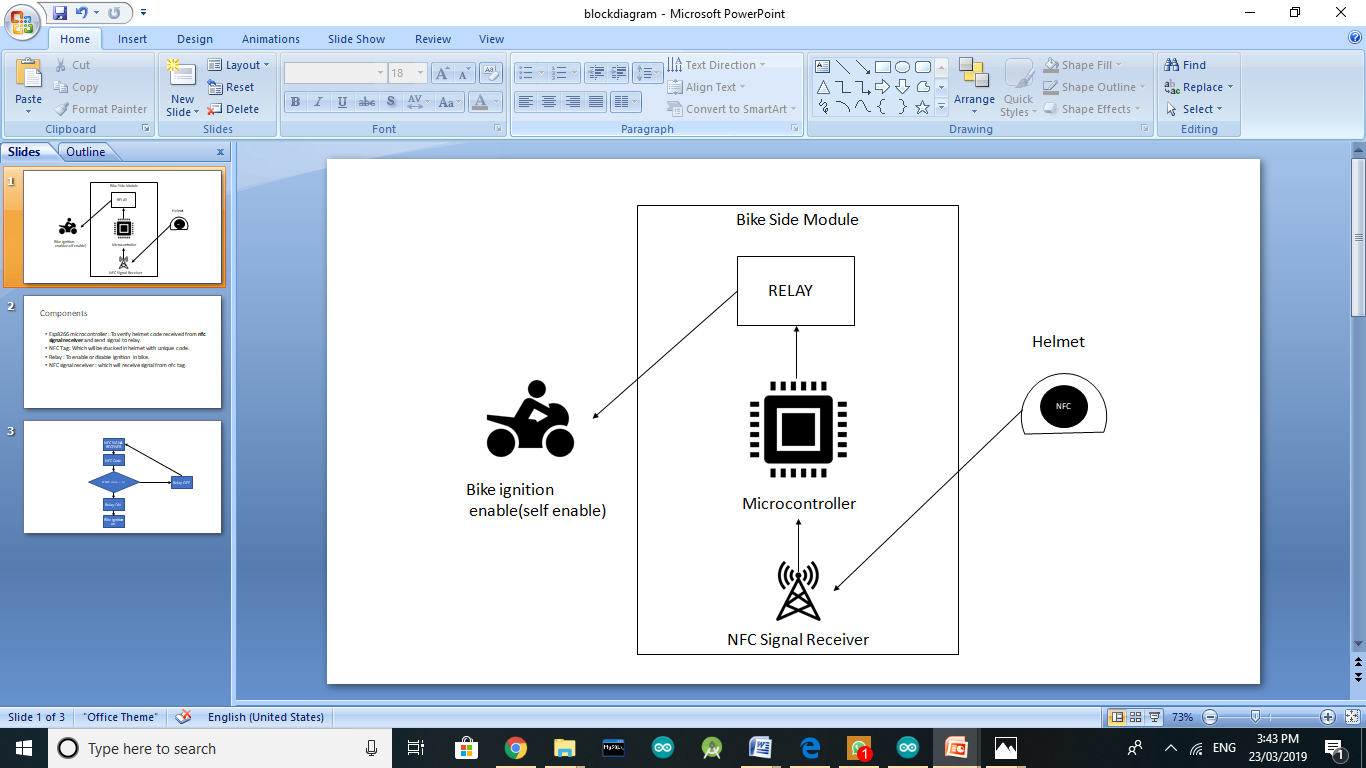 blockdiagram - Microsoft PowerPoint
Home Insert Design Animations Slide Show Review View
Paste
Cut
Copy
Format Painter
Clipboard
New
Slide
Layout
Reset
Delete
Slides
18
B I U abc S AV Aa A
Font
Text Direction
Align Text
Convert to SmartArt
Paragraph
Arrange
Quick
Styles
Shape Fill
Shape Outline
Shape Effects
Drawing
Find
Replace
Select
Editing
Slides Outline x
1
Bike Side Module
RELAY
Helmet
Bike ignition
enable(self enable)
Microcontroller
NFC Signal Receiver
2
Components
• Esp8266 microcontroller : To verify helmet code received from nfc
signal receiver and send signal to relay.
• NFC Tag: Which will be stucked in helmet with unique code.
• Relay : To enable or disable ignition in bike.
• NFC signal receiver : which will receive signal from nfc tag.
3
NFC Code
Relay OFF
Relay ON
Bike Side Module
RELAY
Helmet
NFC
Bike ignition
enable(self enable)
Microcontroller
NFC Signal Receiver
Slide 1 of 3 "Office Theme" English (United States) 73%
Type here to search
MySQL
W
1
ENG
3:43 PM
23/03/2019
1